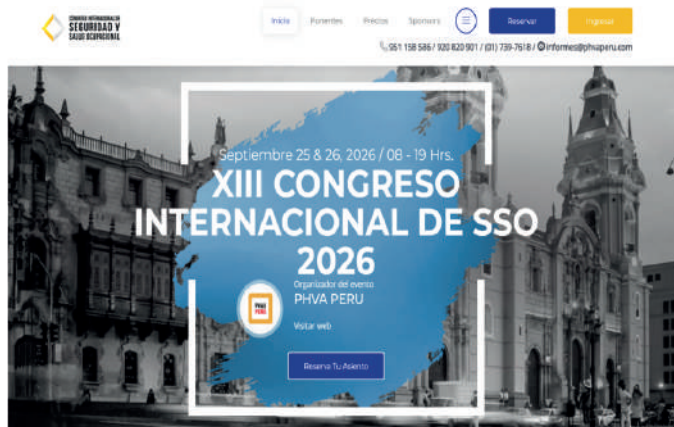 CONGRESO INTERNACIONAL DE
SEGURIDAD Y
SALUD OCUPACIONAL
Inicio Ponentes Precios Sponsors Reservar Ingresar
951 158 586 / 920 820 901 / (01) 739-7618 / informes@phvaperu.com
Septiembre 25 & 26, 2026 / 08 - 19 Hrs.
XIII CONGRESO
INTERNACIONAL DE SSO
2026
Organizador del evento
PHVA PERU
PHVA
PERU
Visitar web
Reserva Tu Asiento